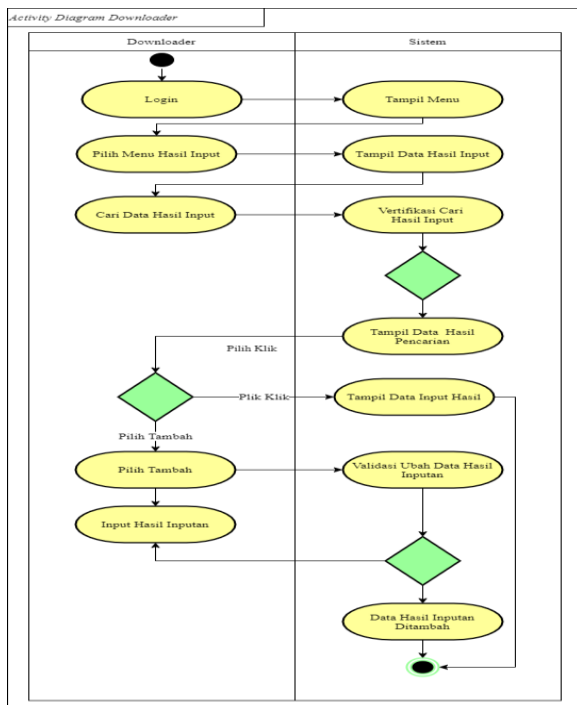 Activity Diagram Downloader
Downloader
Sistem
Login
Tampil Menu
Pilih Menu Hasil Input
Tampil Data Hasil Input
Cari Data Hasil Input
Vertifikasi Cari
Hasil Input
Tampil Data Hasil
Pencarian
Pilih Klik
Plik Klik
Tampil Data Input Hasil
Pilih Tambah
Pilih Tambah
Validasi Ubah Data Hasil
Inputan
Input Hasil Inputan
Data Hasil Inputan
Ditambah